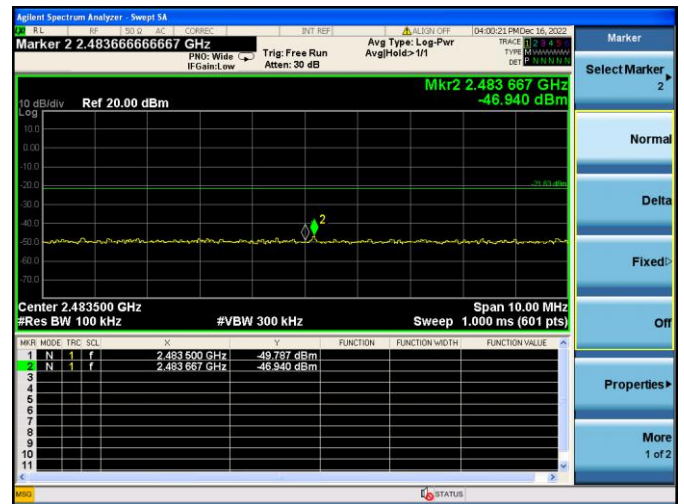 Agilent Spectrum Analyzer - Swept SA
RL RF 50 Ω AC CORREC INT REF ALIGN OFF 04:00:21 PM Dec 16, 2022
Marker 2 2.483666666667 GHz
Avg Type: Log-Pwr
TRACE 1 2 3 4 5 6
PNO: Wide Trig: Free Run Avg|Hold>1/1
TYPE MWWWWW
IFGain:Low Atten: 30 dB
DET P N N N N N
Mkr2 2.483 667 GHz
-46.940 dBm
10 dB/div Ref 20.00 dBm
Log
10.0
0.00
-10.0
-20.0
-21.63 dBm
-30.0
-40.0
2
-50.0
-60.0
-70.0
Center 2.483500 GHz Span 10.00 MHz
#Res BW 100 kHz #VBW 300 kHz Sweep 1.000 ms (601 pts)
MKR MODE TRC SCL X Y FUNCTION FUNCTION WIDTH FUNCTION VALUE
1 N 1 f 2.483 500 GHz -49.787 dBm
2 N 1 f 2.483 667 GHz -46.940 dBm
3
4
5
6
7
8
9
10
11
MSG STATUS
Marker
Select Marker
2
Normal
Delta
Fixed
Off
Properties
More
1 of 2